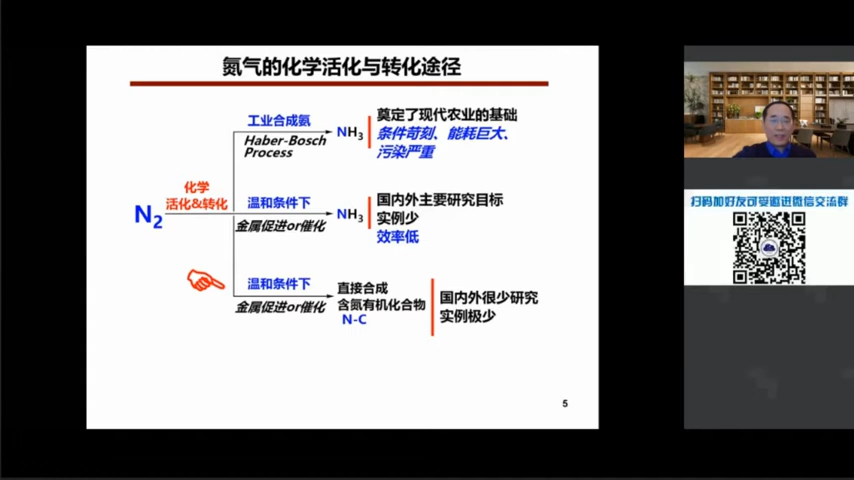 氮气的化学活化与转化途径
工业合成氨
Haber-Bosch
Process
NH3
奠定了现代农业的基础
条件苛刻、能耗巨大、
污染严重
化学
活化&转化
N2
温和条件下
金属促进or催化
NH3
国内外主要研究目标
实例少
效率低
温和条件下
金属促进or催化
直接合成
含氮有机化合物
N-C
国内外很少研究
实例极少
5
扫码加好友可受邀进微信交流群